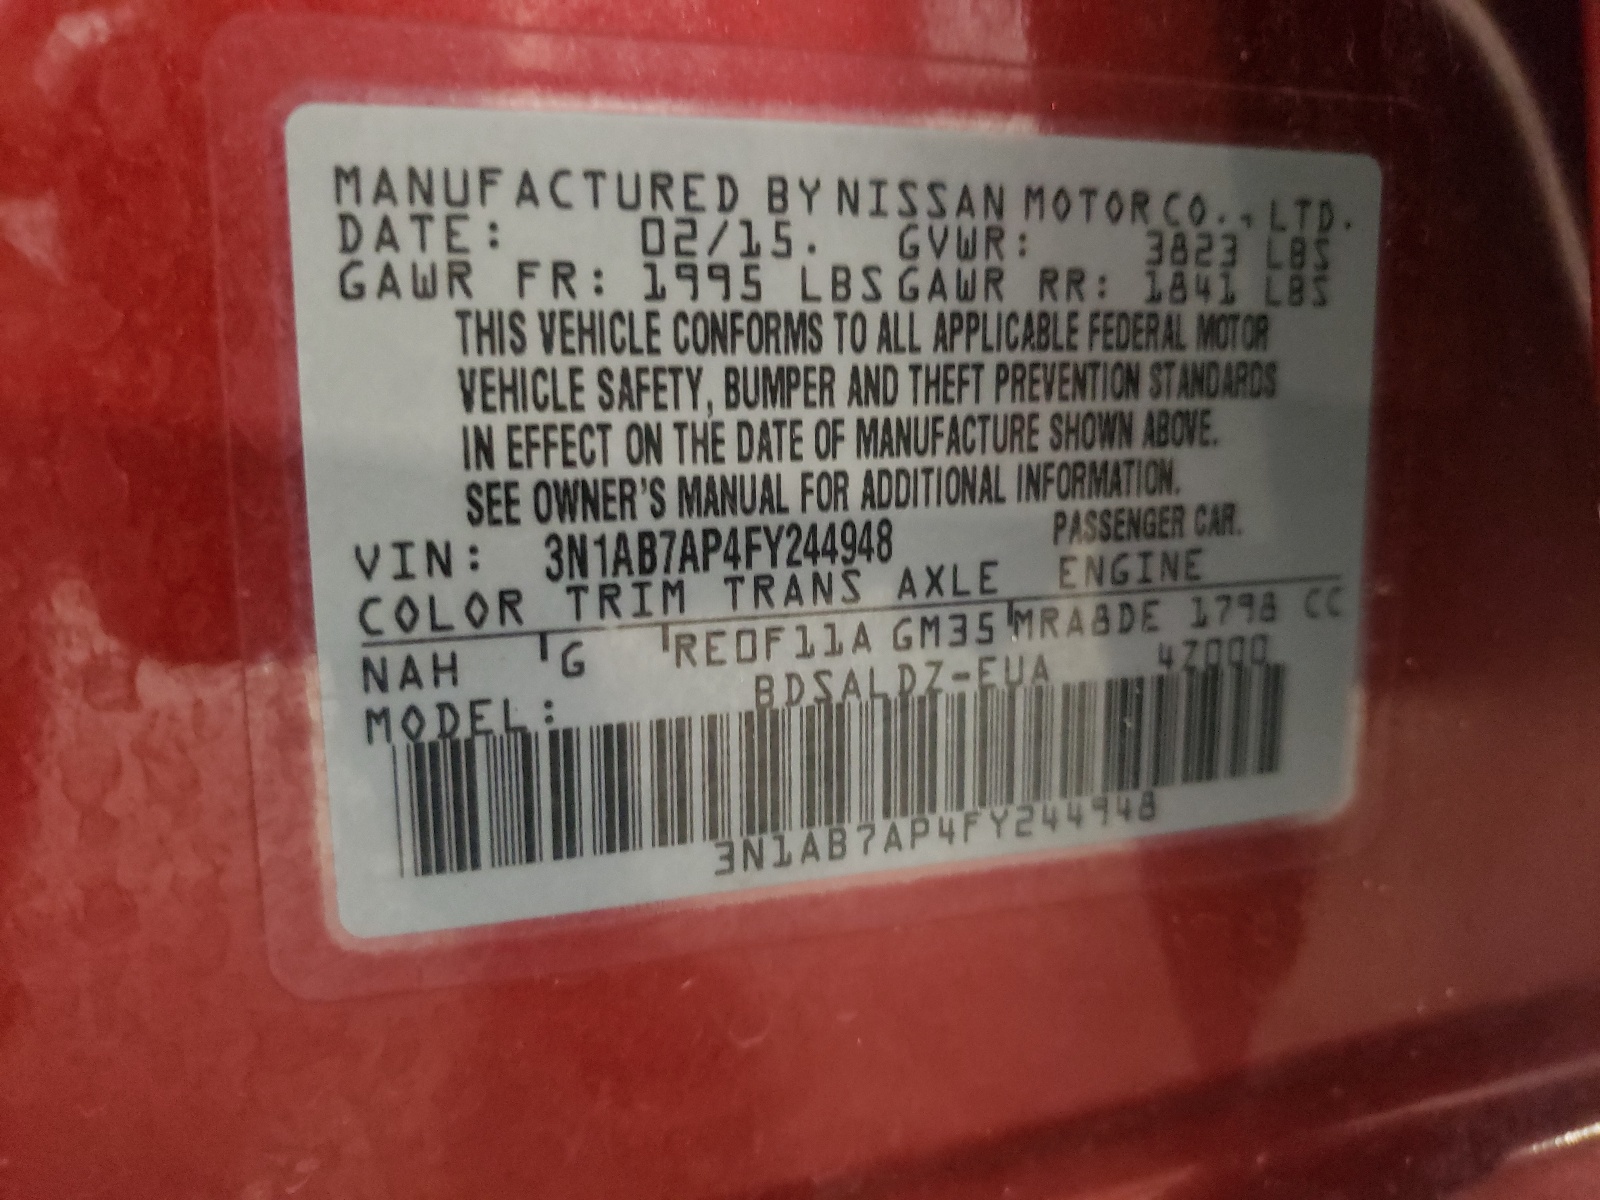 MANUFACTURED BY NISSAN MOTOR CO., LTD.
DATE: 02/15. GVWR: 3823 LBS
GAWR FR: 1995 LBS GAWR RR: 1841 LBS
THIS VEHICLE CONFORMS TO ALL APPLICABLE FEDERAL MOTOR
VEHICLE SAFETY, BUMPER AND THEFT PREVENTION STANDARDS
IN EFFECT ON THE DATE OF MANUFACTURE SHOWN ABOVE.
SEE OWNER'S MANUAL FOR ADDITIONAL INFORMATION.
VIN: 3N1AB7AP4FY244948 PASSENGER CAR.
COLOR TRIM TRANS AXLE ENGINE
NAH G RE0F11A GM35 MRA8DE 1798 CC
MODEL: BDSALDZ-EUA 4Z000
3N1AB7AP4FY244948